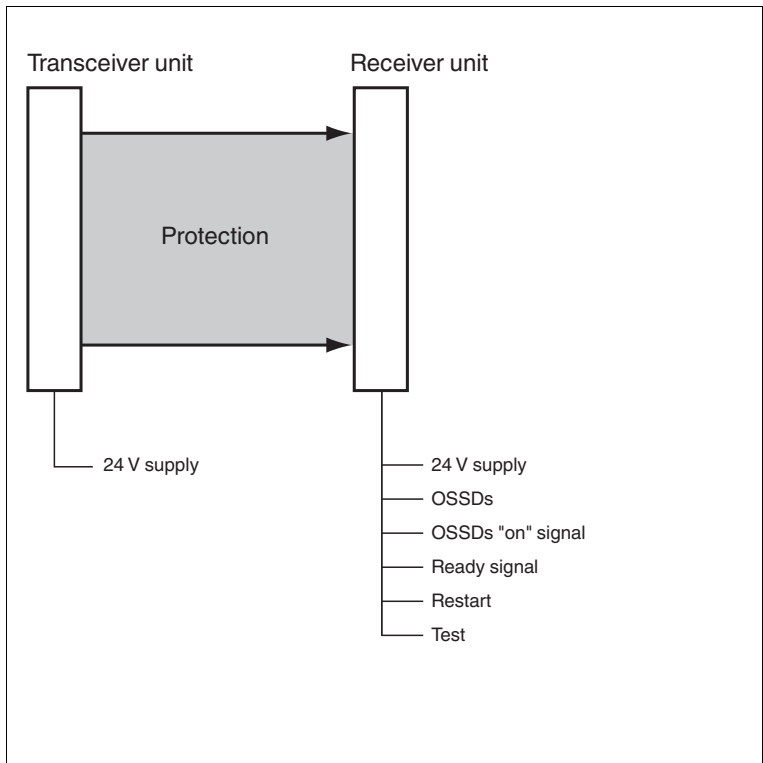 Transceiver unit
Receiver unit
Protection
24 V supply
24 V supply
OSSDs
OSSDs "on" signal
Ready signal
Restart
Test